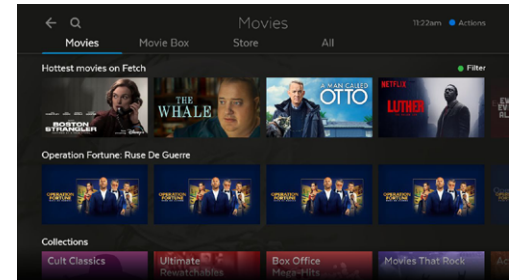 Movies
11:22am Actions
Movies Movie Box Store All
Hottest movies on Fetch
Filter
BOSTON
STRANGLER
Disney+
THE
WHALE
A MAN CALLED
OTTO
NETFLIX
LUTHER
Operation Fortune: Ruse De Guerre
OPERATION
FORTUNE
OPERATION
FORTUNE
OPERATION
FORTUNE
OPERATION
FORTUNE
Collections
Cult Classics
Ultimate
Rewatchables
Box Office
Mega-Hits
Movies That Rock